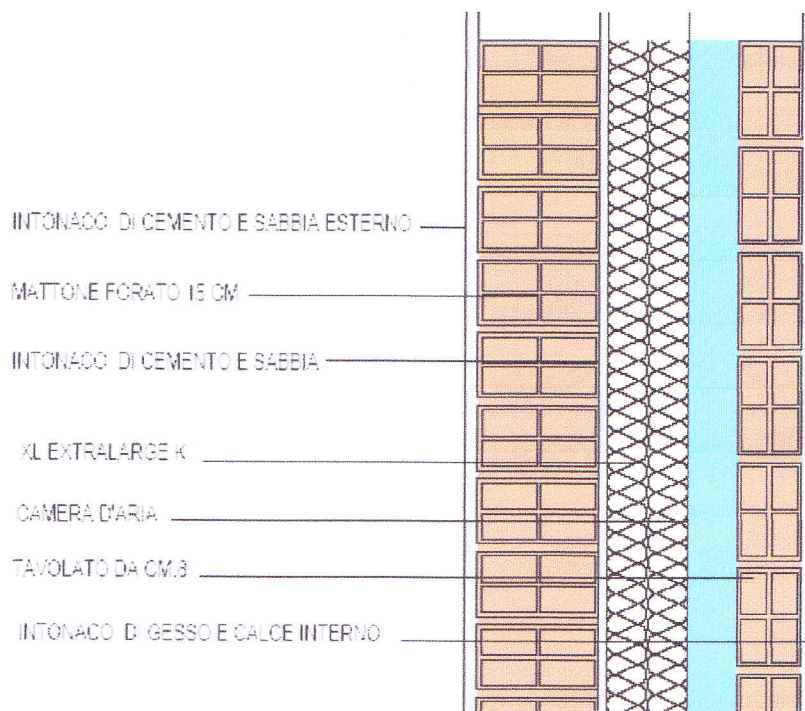 INTONACO DI CEMENTO E SABBIA ESTERNO
MATTONE FORATO 15 CM
INTONACO DI CEMENTO E SABBIA
XL EXTRALARGE K
CAMERA D'ARIA
TAVOLATO DA CM.8
INTONACO DI GESSO E CALCE INTERNO